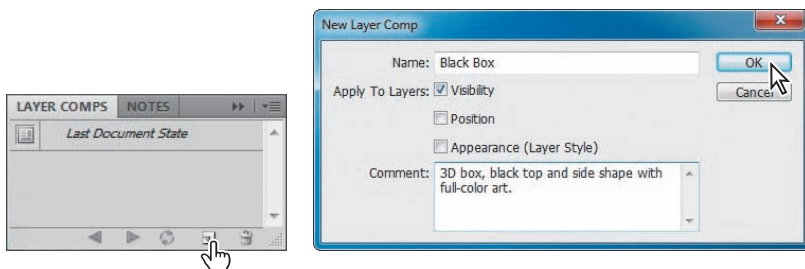 LAYER COMPS NOTES
Last Document State
New Layer Comp
Name: Black Box
OK
Apply To Layers: Visibility
Cancel
Position
Appearance (Layer Style)
Comment: 3D box, black top and side shape with
full-color art.